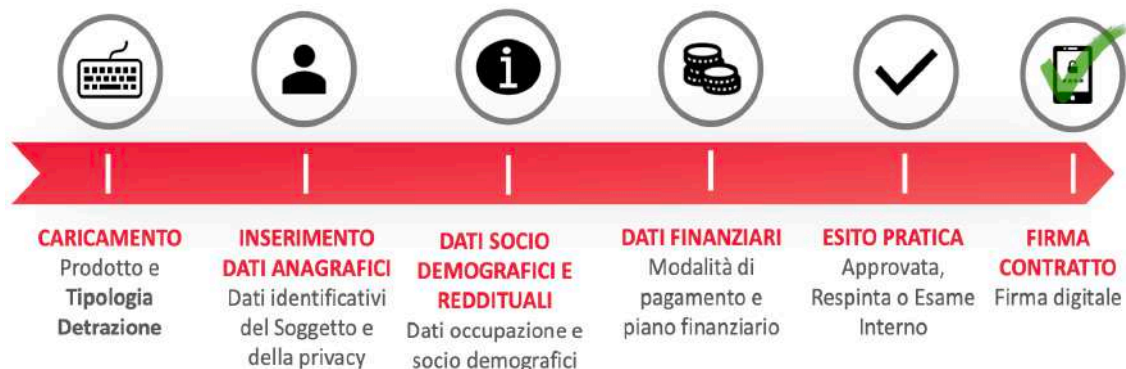 CARICAMENTO
Prodotto e
Tipologia
Detrazione
INSERIMENTO
DATI ANAGRAFICI
Dati identificativi
del Soggetto e
della privacy
DATI SOCIO
DEMOGRAFICI E
REDDITUALI
Dati occupazione e
socio demografici
DATI FINANZIARI
Modalità di
pagamento e
piano finanziario
ESITO PRATICA
Approvata,
Respinta o Esame
Interno
FIRMA
CONTRATTO
Firma digitale